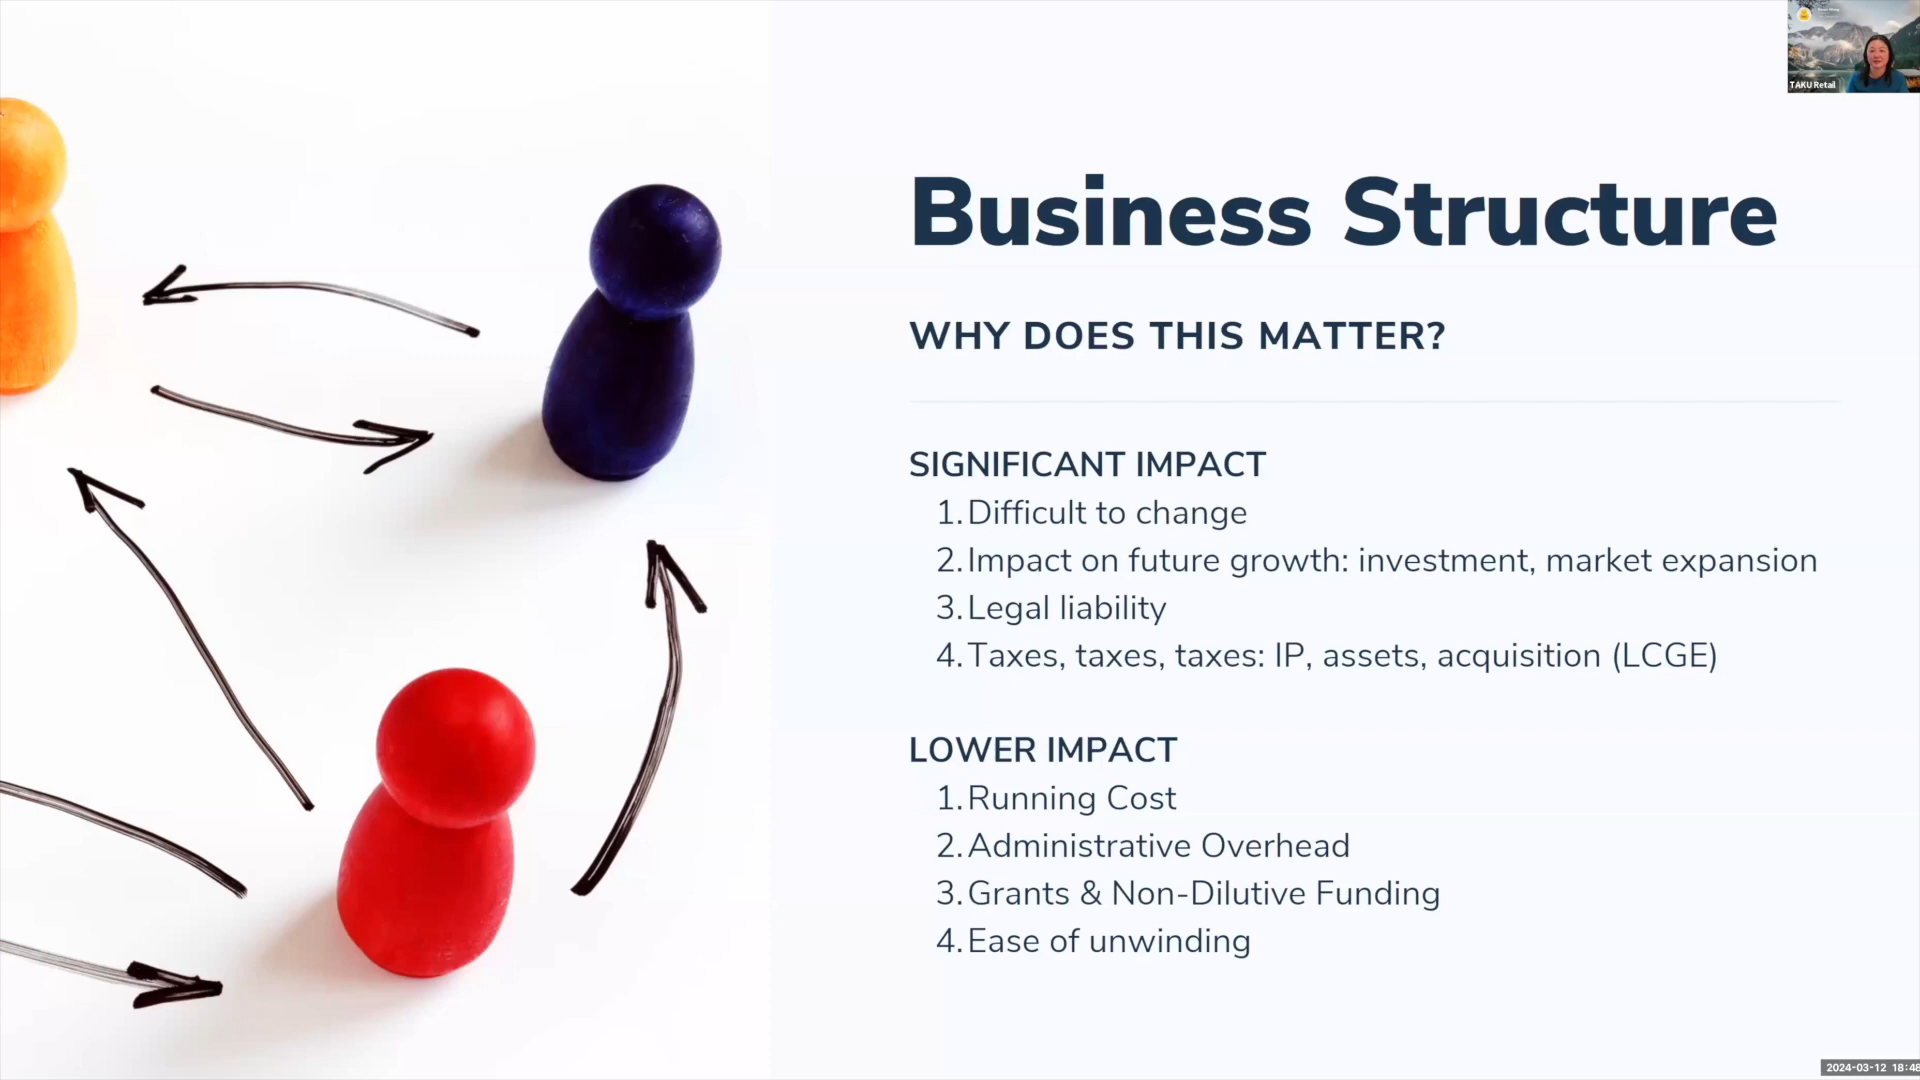 TAKU Retail
Business Structure
WHY DOES THIS MATTER?
SIGNIFICANT IMPACT
1. Difficult to change
2. Impact on future growth: investment, market expansion
3. Legal liability
4. Taxes, taxes, taxes: IP, assets, acquisition (LCGE)
LOWER IMPACT
1. Running Cost
2. Administrative Overhead
3. Grants & Non-Dilutive Funding
4. Ease of unwinding
2024-03-12 18:48